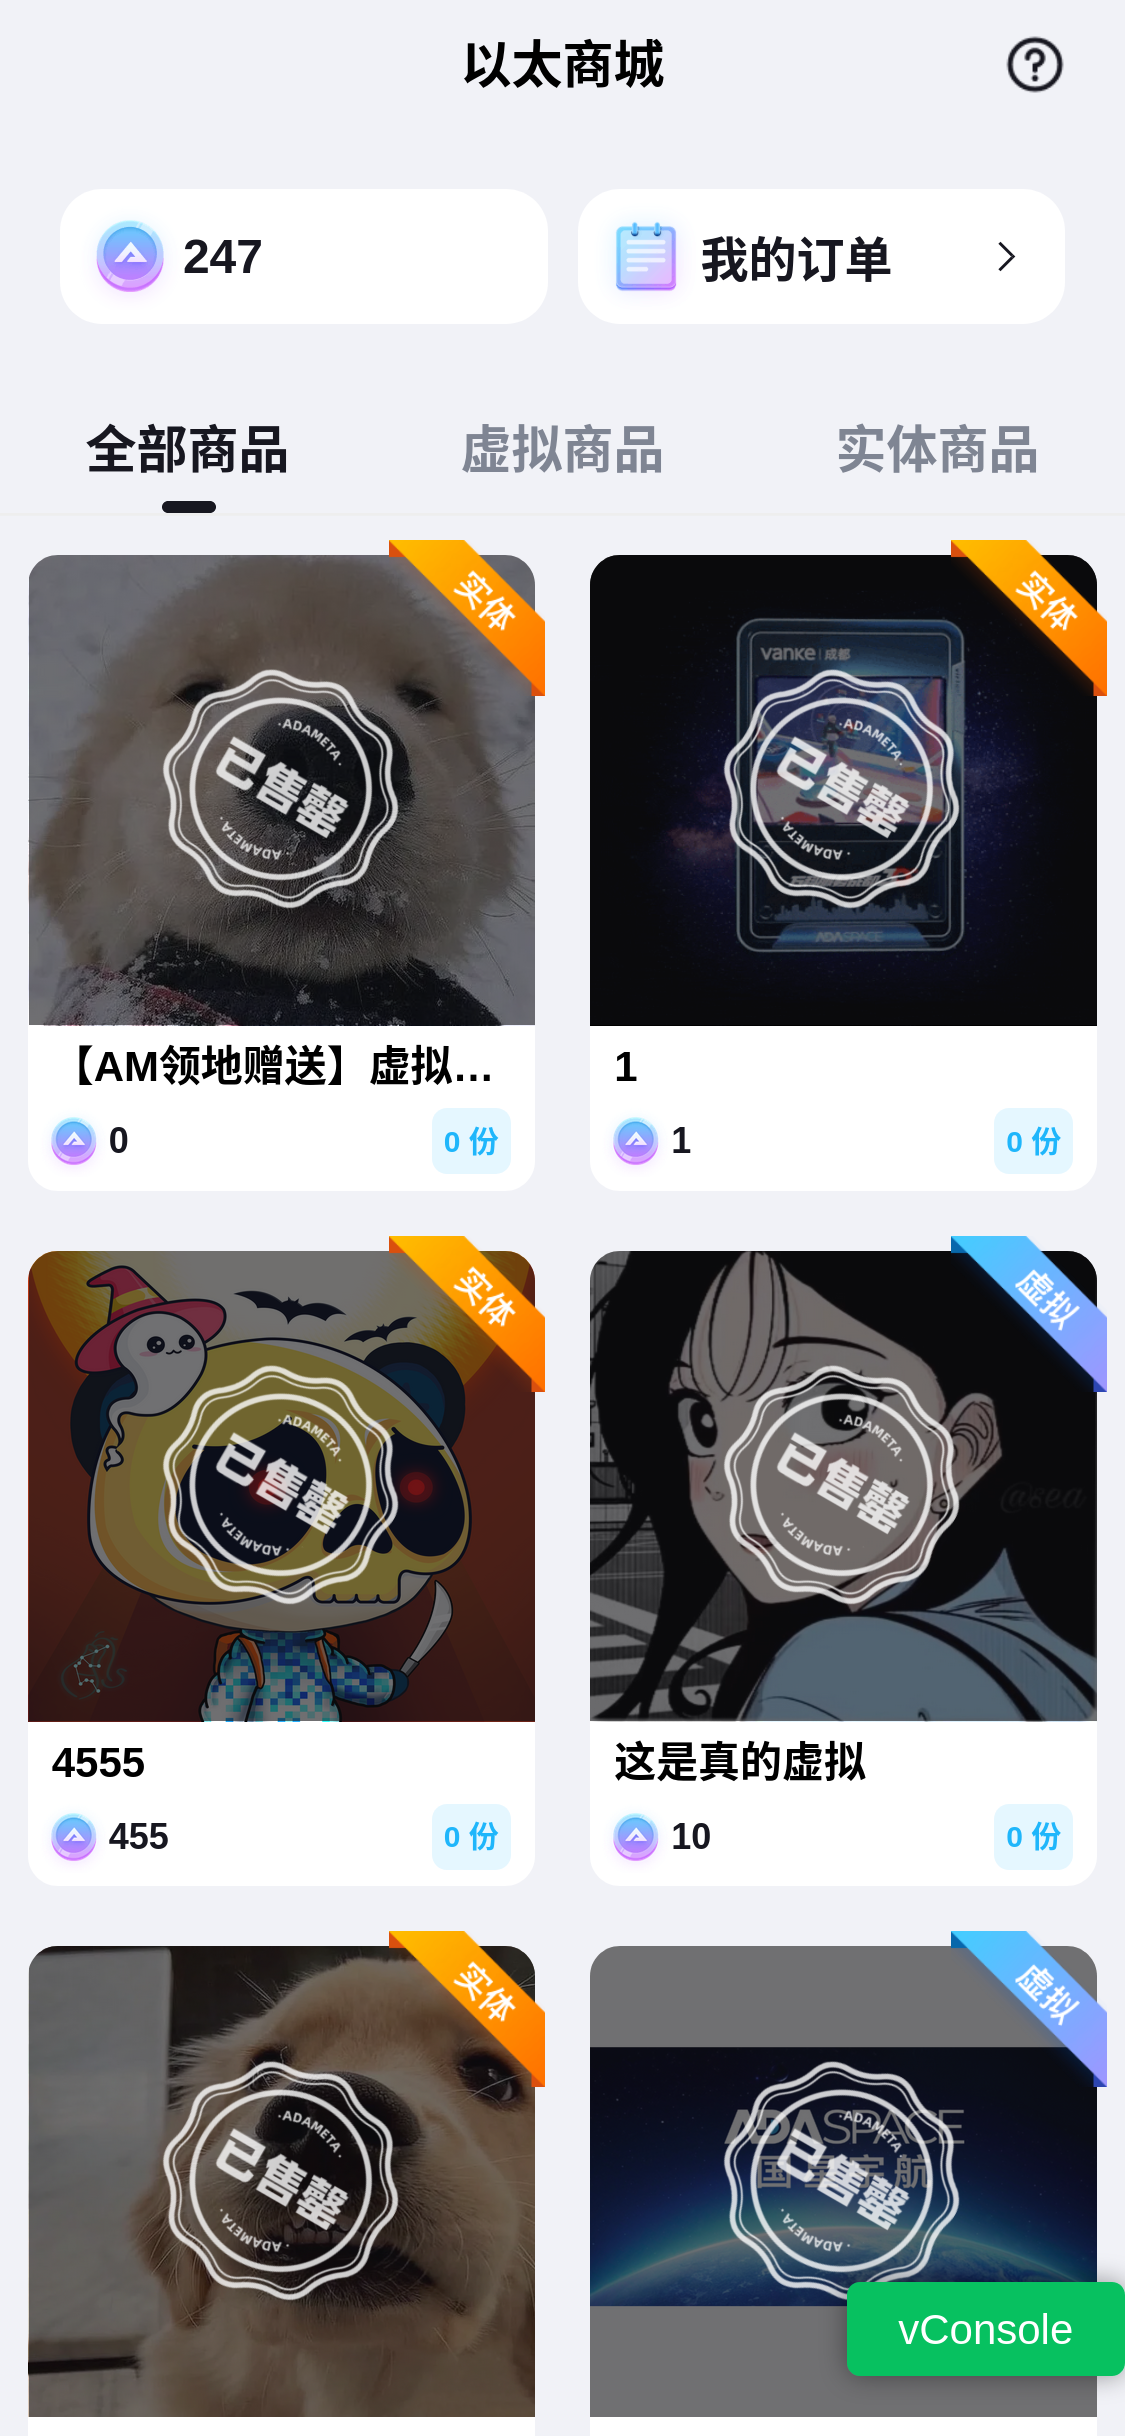 以太商城
247
我的订单
全部商品
虚拟商品
实体商品
实体
·ADAMETA·
已售罄
·ADAMETA·
【AM领地赠送】虚拟...
0
0 份
实体
vanke | 成都
·ADAMETA·
已售罄
·ADAMETA·
ADASPACE
1
1
0 份
实体
·ADAMETA·
已售罄
·ADAMETA·
4555
455
0 份
虚拟
·ADAMETA·
已售罄
·ADAMETA·
@sea
这是真的虚拟
10
0 份
实体
·ADAMETA·
已售罄
·ADAMETA·
虚拟
ADASPACE
国星宇航
·ADAMETA·
已售罄
·ADAMETA·
vConsole